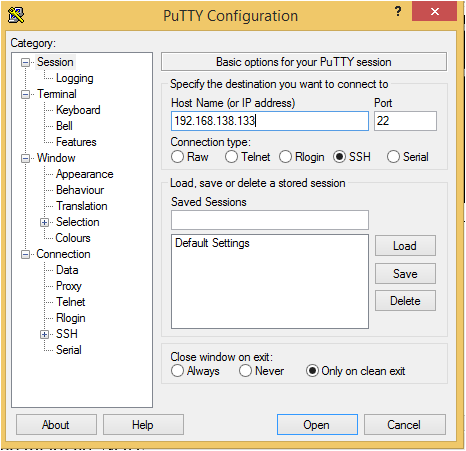 PuTTY Configuration
? ×
Category:
Session
Logging
Terminal
Keyboard
Bell
Features
Window
Appearance
Behaviour
Translation
Selection
Colours
Connection
Data
Proxy
Telnet
Rlogin
SSH
Serial
Basic options for your PuTTY session
Specify the destination you want to connect to
Host Name (or IP address) Port
192.168.138.133 22
Connection type:
Raw Telnet Rlogin SSH Serial
Load, save or delete a stored session
Saved Sessions
Default Settings
Load
Save
Delete
Close window on exit:
Always Never Only on clean exit
About Help Open Cancel